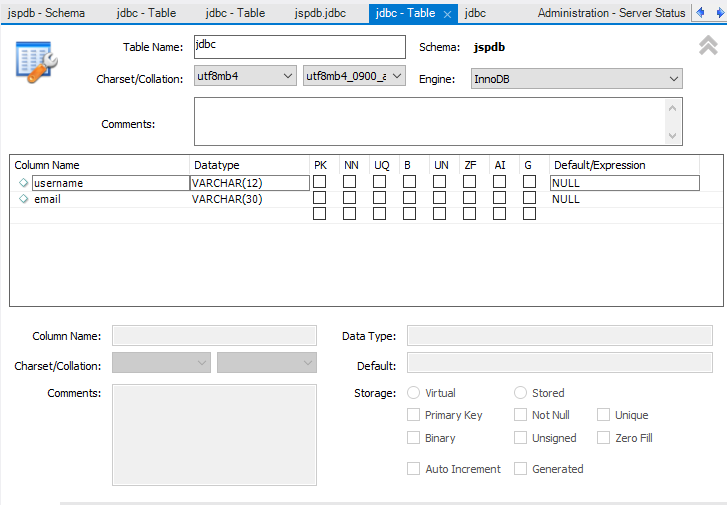 jspdb - Schema jdbc - Table jdbc - Table jspdb.jdbc jdbc - Table × jdbc Administration - Server Status
Table Name: jdbc Schema: jspdb
Charset/Collation: utf8mb4 utf8mb4_0900_a Engine: InnoDB
Comments:
Column Name Datatype PK NN UQ B UN ZF AI G Default/Expression
username VARCHAR(12) NULL
email VARCHAR(30) NULL
Column Name: Data Type:
Charset/Collation: Default:
Comments: Storage: Virtual Stored
Primary Key Not Null Unique
Binary Unsigned Zero Fill
Auto Increment Generated